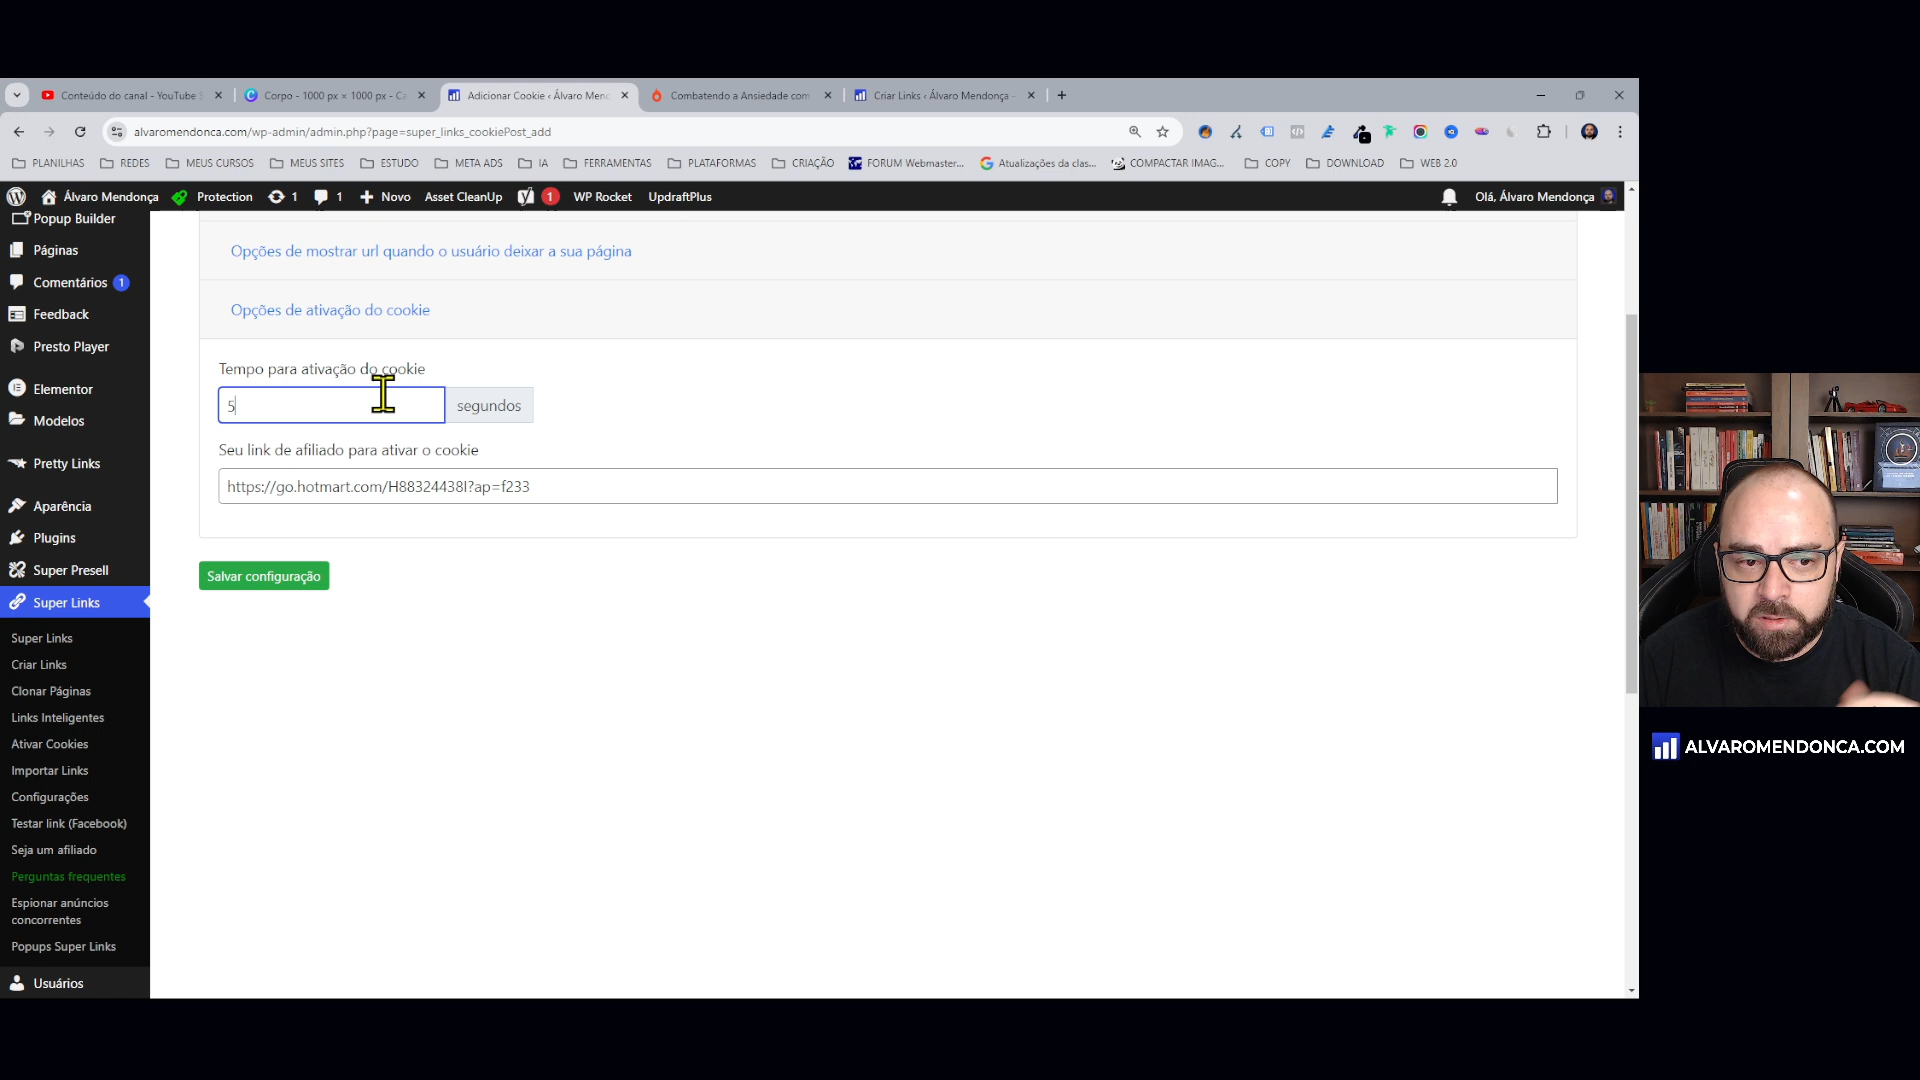 Conteúdo do canal - YouTube S
Corpo - 1000 px × 1000 px - Ca
Adicionar Cookie ‹ Álvaro Mend
Combatendo a Ansiedade com
Criar Links ‹ Álvaro Mendonça -
alvaromendonca.com/wp-admin/admin.php?page=super_links_cookiePost_add
PLANILHAS
REDES
MEUS CURSOS
MEUS SITES
ESTUDO
META ADS
IA
FERRAMENTAS
PLATAFORMAS
CRIAÇÃO
FORUM Webmaster...
Atualizações da clas...
COMPACTAR IMAG...
COPY
DOWNLOAD
WEB 2.0
Álvaro Mendonça
Protection
1
1
Novo
Asset CleanUp
1
WP Rocket
UpdraftPlus
Olá, Álvaro Mendonça
Popup Builder
Páginas
Comentários 1
Feedback
Presto Player
Elementor
Modelos
Pretty Links
Aparência
Plugins
Super Presell
Super Links
Super Links
Criar Links
Clonar Páginas
Links Inteligentes
Ativar Cookies
Importar Links
Configurações
Testar link (Facebook)
Seja um afiliado
Perguntas frequentes
Espionar anúncios
concorrentes
Popups Super Links
Usuários
Opções de mostrar url quando o usuário deixar a sua página
Opções de ativação do cookie
Tempo para ativação do cookie
5
segundos
Seu link de afiliado para ativar o cookie
https://go.hotmart.com/H88324438I?ap=f233
Salvar configuração
ALVAROMENDONCA.COM